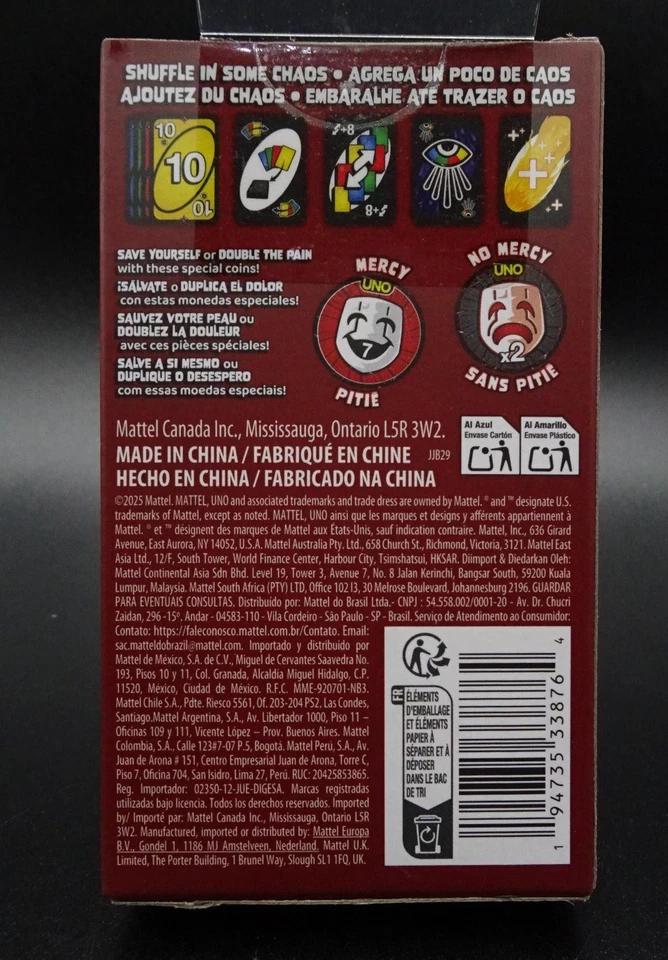 SHUFFLE IN SOME CHAOS • AGREGA UN POCO DE CAOS
AJOUTEZ DU CHAOS • EMBARALHE ATÉ TRAZER O CAOS
10
10
10
+8
8+
SAVE YOURSELF or DOUBLE THE PAIN
with these special coins!
¡SÁLVATE o DUPLICA EL DOLOR
con estas monedas especiales!
SAUVEZ VOTRE PEAU ou
DOUBLEZ LA DOULEUR
avec ces pièces spéciales!
SALVE A SI MESMO ou
DUPLIQUE O DESESPERO
com essas moedas especiais!
MERCY
UNO
7
PITIÉ
NO MERCY
UNO
x2
SANS PITIÉ
Mattel Canada Inc., Mississauga, Ontario L5R 3W2.
MADE IN CHINA / FABRIQUÉ EN CHINE JJB29
HECHO EN CHINA / FABRICADO NA CHINA
Al Azul
Envase Cartón
Al Amarillo
Envase Plástico
©2025 Mattel. MATTEL, UNO and associated trademarks and trade dress are owned by Mattel. ® and ™ designate U.S.
trademarks of Mattel, except as noted. MATTEL, UNO ainsi que les marques et designs y afférents appartiennent à
Mattel. ® et ™ désignent des marques de Mattel aux États-Unis, sauf indication contraire. Mattel, Inc., 636 Girard
Avenue, East Aurora, NY 14052, U.S.A. Mattel Australia Pty. Ltd., 658 Church St., Richmond, Victoria, 3121. Mattel East
Asia Ltd., 12/F, South Tower, World Finance Center, Harbour City, Tsimshatsui, HKSAR. Diimport & Diedarkan Oleh:
Mattel Continental Asia Sdn Bhd. Level 19, Tower 3, Avenue 7, No. 8 Jalan Kerinchi, Bangsar South, 59200 Kuala
Lumpur, Malaysia. Mattel South Africa (PTY) LTD, Office 102 I3, 30 Melrose Boulevard, Johannesburg 2196. GUARDAR
PARA EVENTUAIS CONSULTAS. Distribuído por: Mattel do Brasil Ltda.- CNPJ : 54.558.002/0001-20 - Av. Dr. Chucri
Zaidan, 296 -15º. Andar - 04583-110 - Vila Cordeiro - São Paulo - SP - Brasil. Serviço de Atendimento ao Consumidor:
Contato: https://faleconosco.mattel.com.br/Contato. Email:
sac.matteldobrasil@mattel.com. Importado y distribuido por
Mattel de México, S.A. de C.V., Miguel de Cervantes Saavedra No.
193, Pisos 10 y 11, Col. Granada, Alcaldía Miguel Hidalgo, C.P.
11520, México, Ciudad de México. R.F.C. MME-920701-NB3.
Mattel Chile S.A., Pdte. Riesco 5561, Of. 203-204 PS2, Las Condes,
Santiago.Mattel Argentina, S.A., Av. Libertador 1000, Piso 11 –
Oficinas 109 y 111, Vicente López – Prov. Buenos Aires. Mattel
Colombia, S.A., Calle 123#7-07 P.5, Bogotá. Mattel Perú, S.A., Av.
Juan de Arona # 151, Centro Empresarial Juan de Arona, Torre C,
Piso 7, Oficina 704, San Isidro, Lima 27, Perú. RUC: 20425853865.
Reg. Importador: 02350-12-JUE-DIGESA. Marcas registradas
utilizadas bajo licencia. Todos los derechos reservados. Imported
by/ Importé par: Mattel Canada Inc., Mississauga, Ontario L5R
3W2. Manufactured, imported or distributed by: Mattel Europa
B.V., Gondel 1, 1186 MJ Amstelveen, Nederland. Mattel U.K.
Limited, The Porter Building, 1 Brunel Way, Slough SL1 1FQ, UK.
FR
ÉLÉMENTS
D'EMBALLAGE
ET ÉLÉMENTS
PAPIER À
SÉPARER ET À
DÉPOSER
DANS LE BAC
DE TRI
1 94735 33876 4